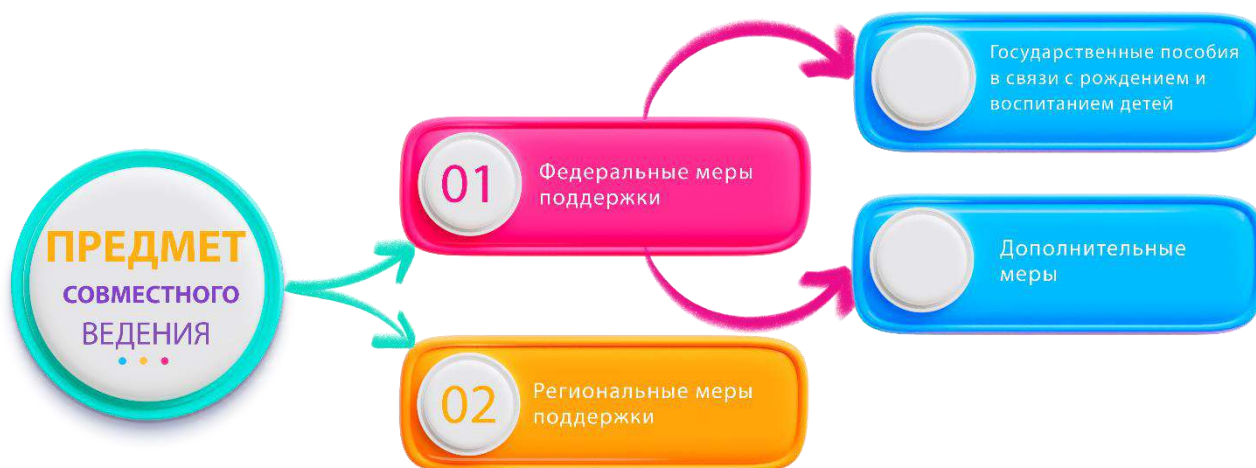 ПРЕДМЕТ
СОВМЕСТНОГО
ВЕДЕНИЯ
01
Федеральные меры
поддержки
02
Региональные меры
поддержки
Государственные пособия
в связи с рождением и
воспитанием детей
Дополнительные
меры